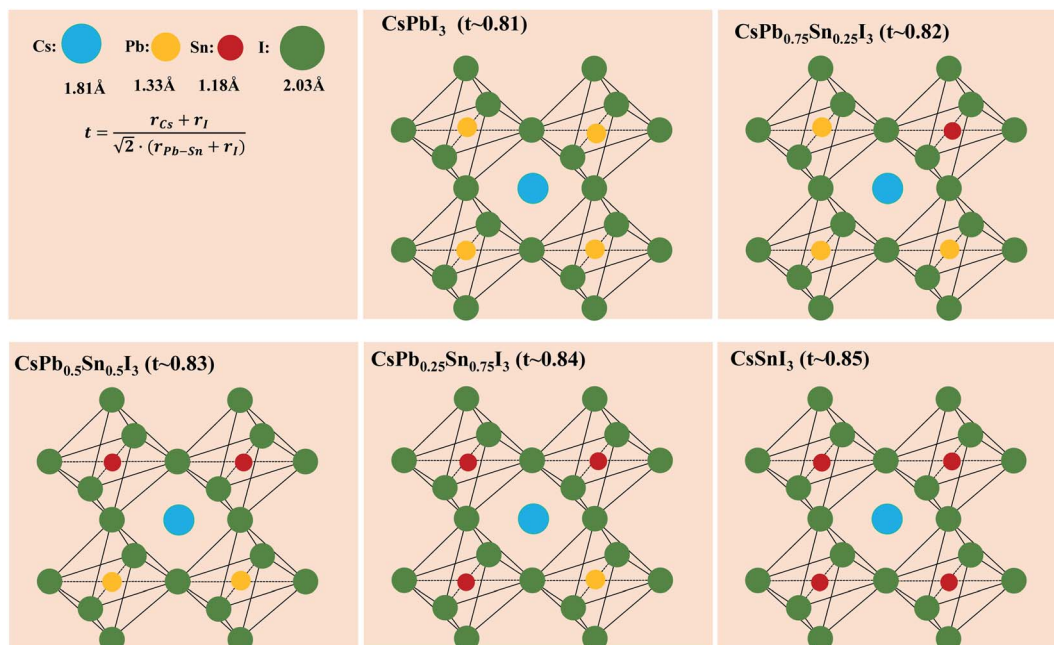 Cs: Pb: Sn: I:
1.81Å 1.33Å 1.18Å 2.03Å
t = (r_Cs + r_I) / (√2 · (r_Pb−Sn + r_I))
CsPbI₃ (t~0.81)
CsPb₀.₇₅Sn₀.₂₅I₃ (t~0.82)
CsPb₀.₅Sn₀.₅I₃ (t~0.83)
CsPb₀.₂₅Sn₀.₇₅I₃ (t~0.84)
CsSnI₃ (t~0.85)